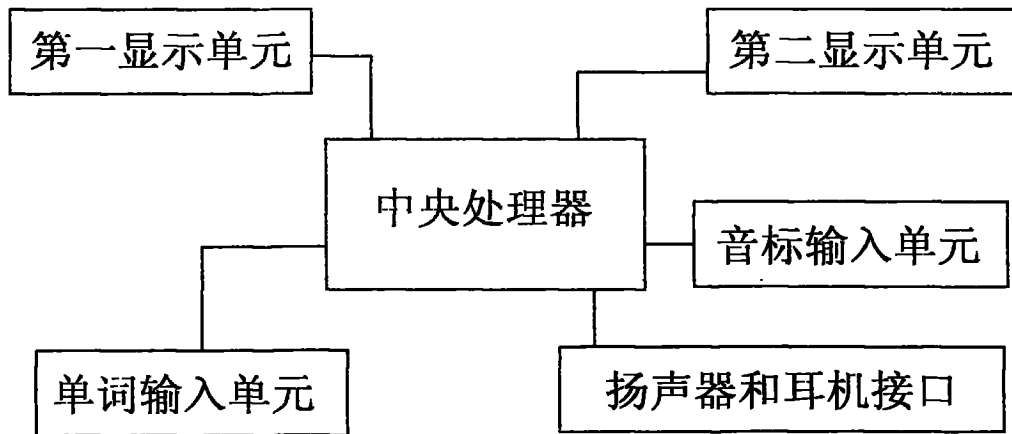 第一显示单元
第二显示单元
中央处理器
音标输入单元
单词输入单元
扬声器和耳机接口